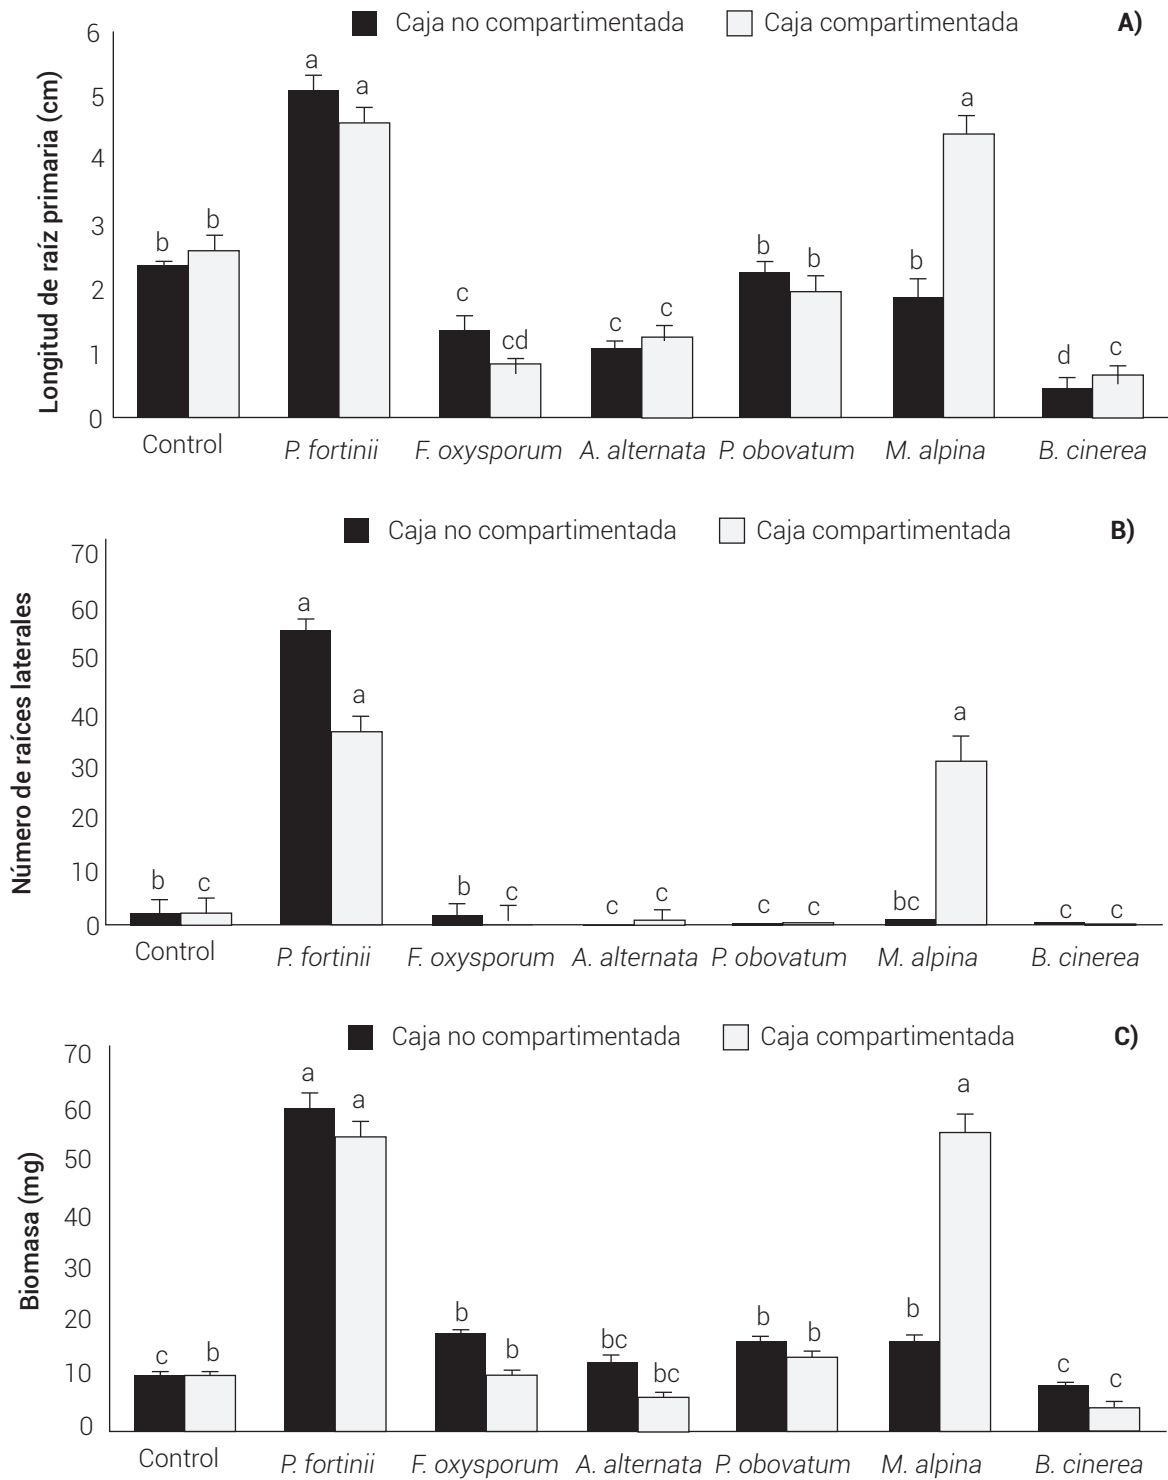 Caja no compartimentada Caja compartimentada A)
Longitud de raíz primaria (cm)
6
5
4
3
2
1
0
b b a a c cd c c b b b a d c
Control P. fortinii F. oxysporum A. alternata P. obovatum M. alpina B. cinerea
Caja no compartimentada Caja compartimentada B)
Número de raíces laterales
70
60
50
40
30
20
10
0
b c a a b c c c c c bc a c c
Control P. fortinii F. oxysporum A. alternata P. obovatum M. alpina B. cinerea
Caja no compartimentada Caja compartimentada C)
Biomasa (mg)
70
60
50
40
30
20
10
0
c b a a b b bc bc b b b a c c
Control P. fortinii F. oxysporum A. alternata P. obovatum M. alpina B. cinerea